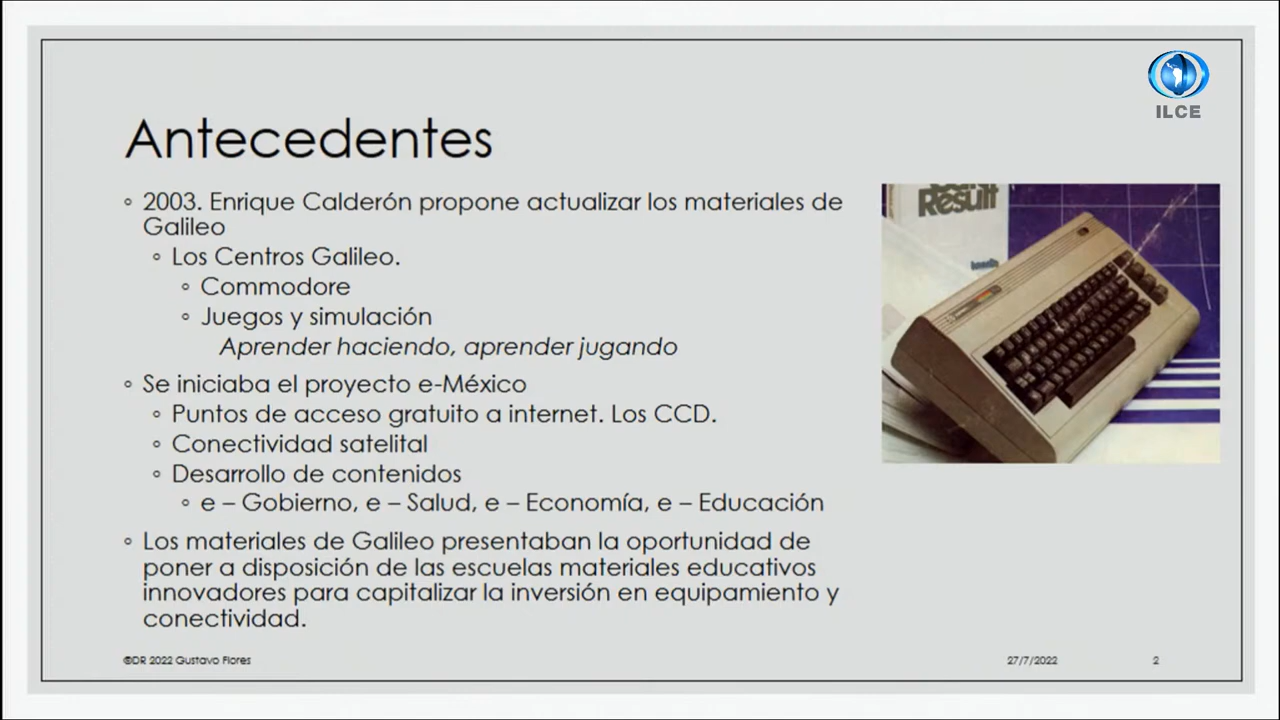 ILCE
Antecedentes
◦ 2003. Enrique Calderón propone actualizar los materiales de
Galileo
◦ Los Centros Galileo.
◦ Commodore
◦ Juegos y simulación
Aprender haciendo, aprender jugando
◦ Se iniciaba el proyecto e-México
◦ Puntos de acceso gratuito a internet. Los CCD.
◦ Conectividad satelital
◦ Desarrollo de contenidos
◦ e – Gobierno, e – Salud, e – Economía, e – Educación
◦ Los materiales de Galileo presentaban la oportunidad de
poner a disposición de las escuelas materiales educativos
innovadores para capitalizar la inversión en equipamiento y
conectividad.
Result
©DR 2022 Gustavo Flores
27/7/2022
2